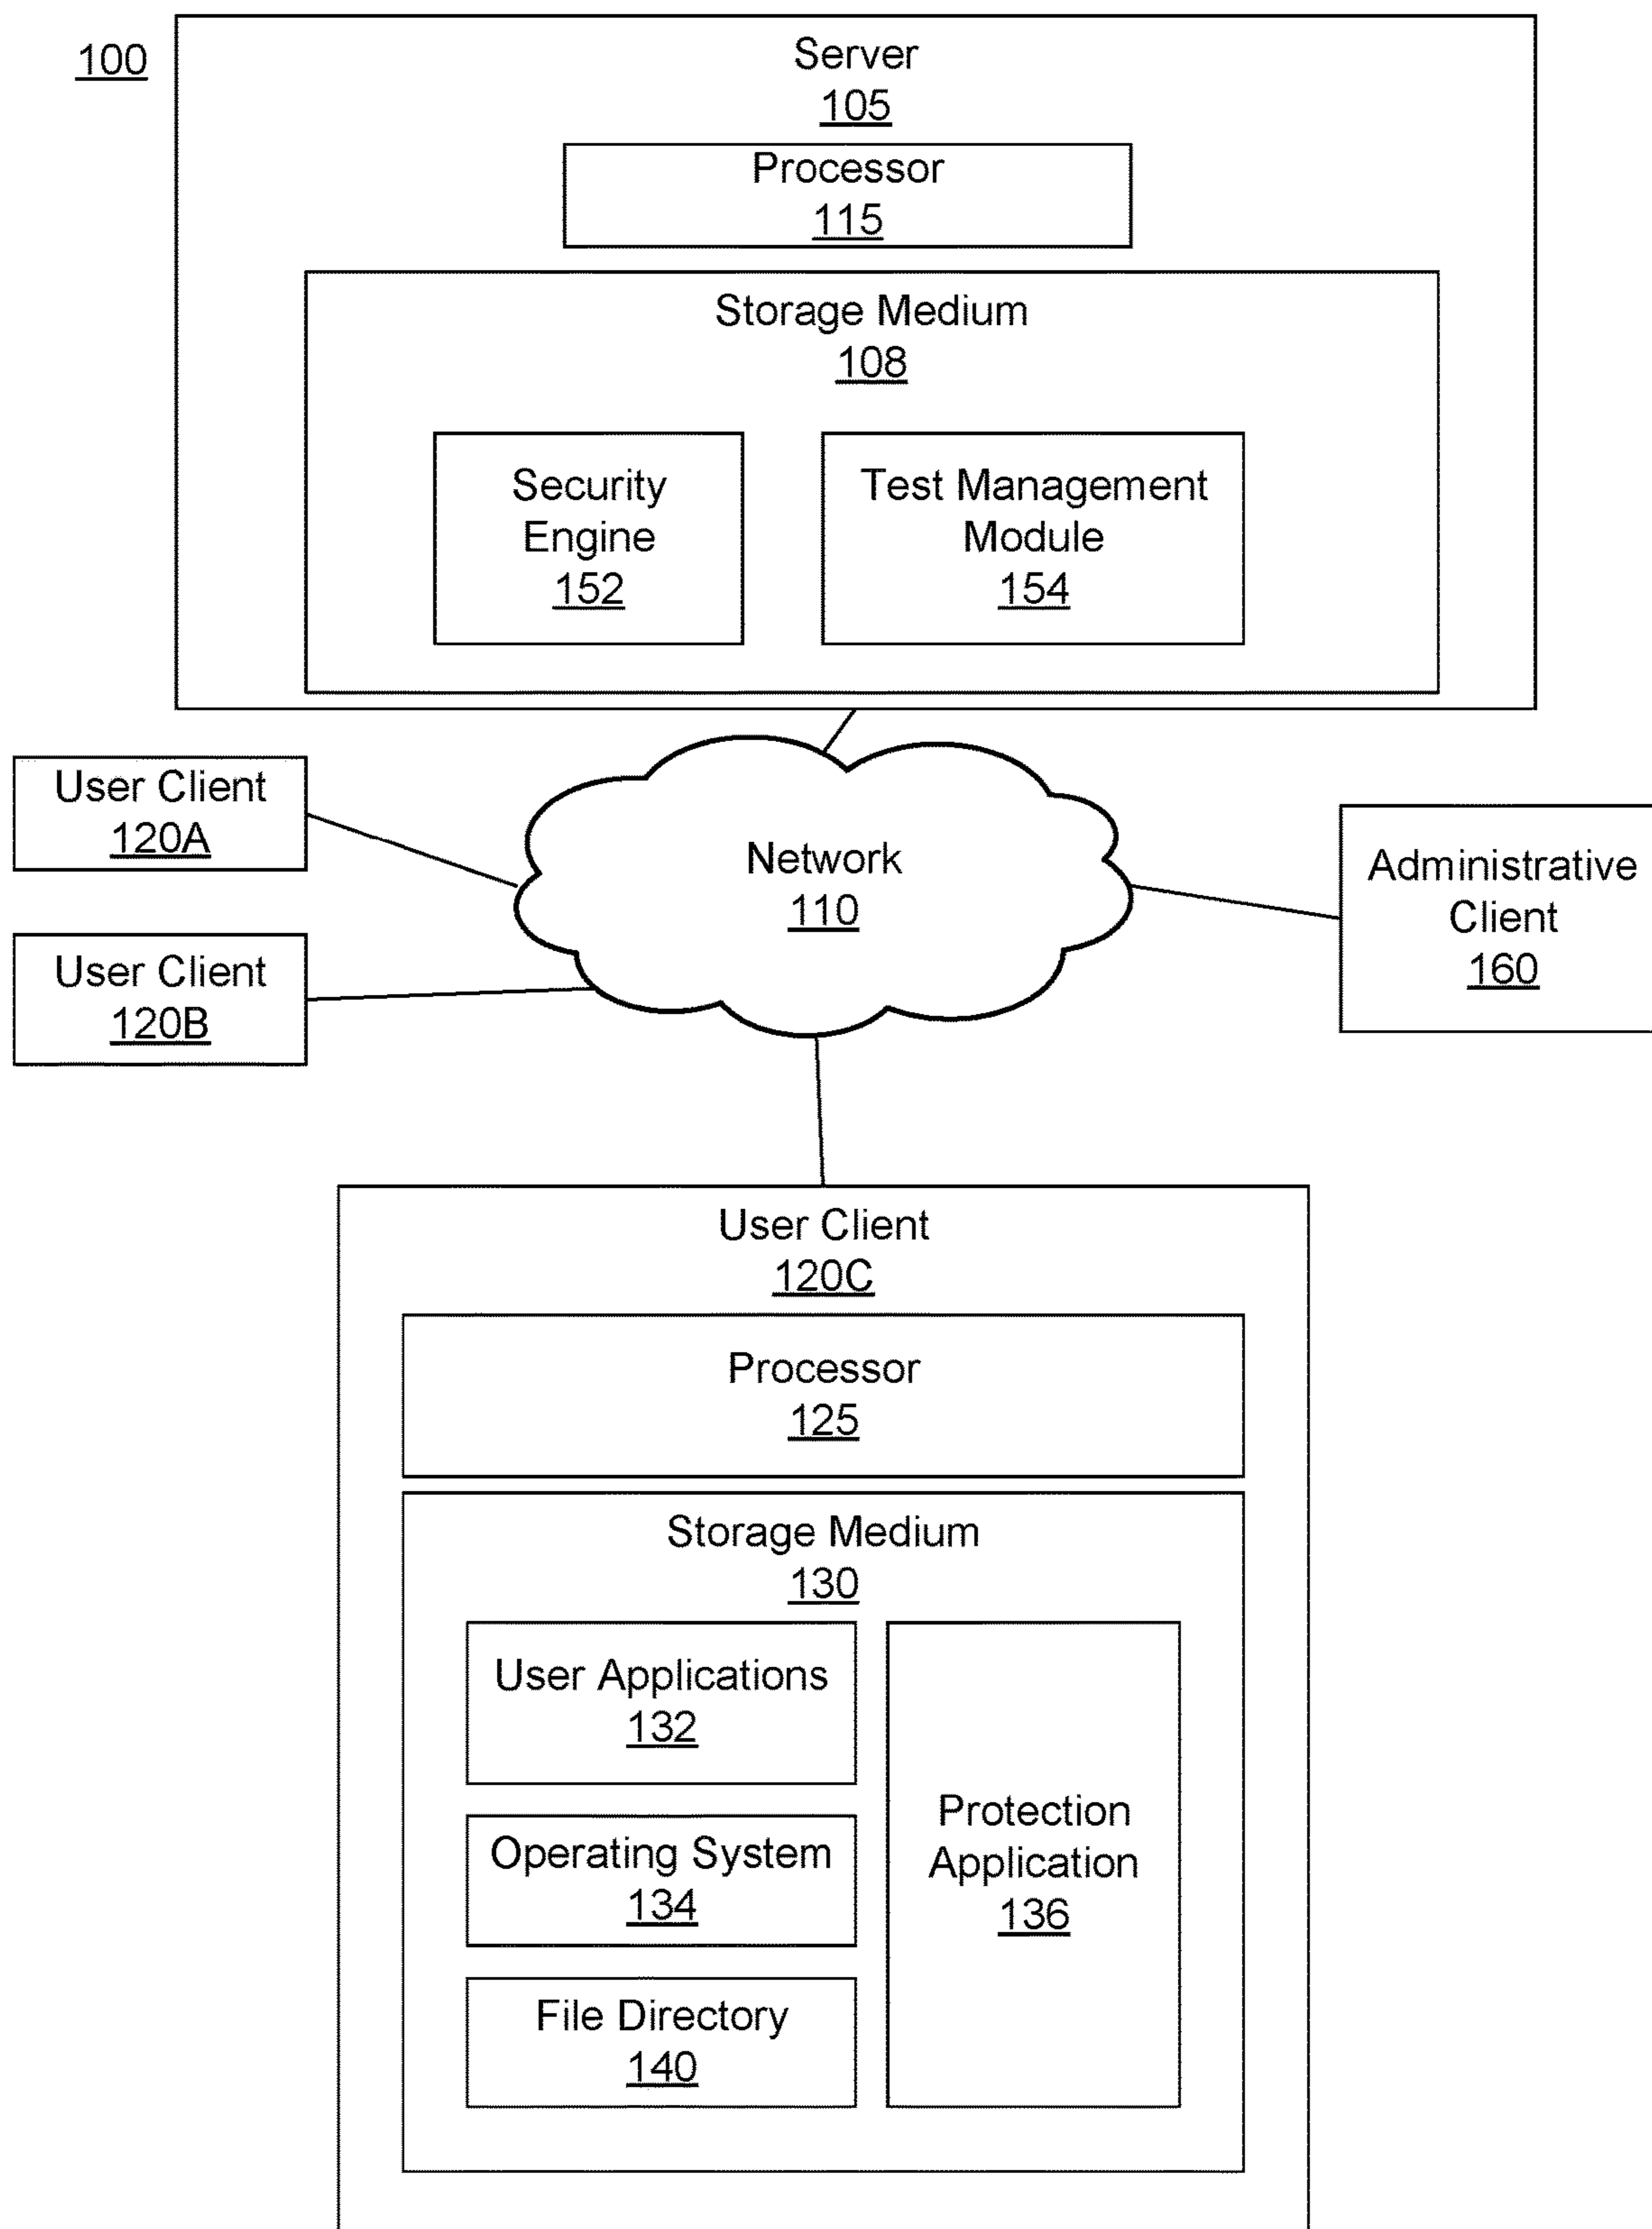 100
Server
105
Processor
115
Storage Medium
108
Security
Engine
152
Test Management
Module
154
User Client
120A
User Client
120B
Network
110
Administrative
Client
160
User Client
120C
Processor
125
Storage Medium
130
User Applications
132
Operating System
134
File Directory
140
Protection
Application
136